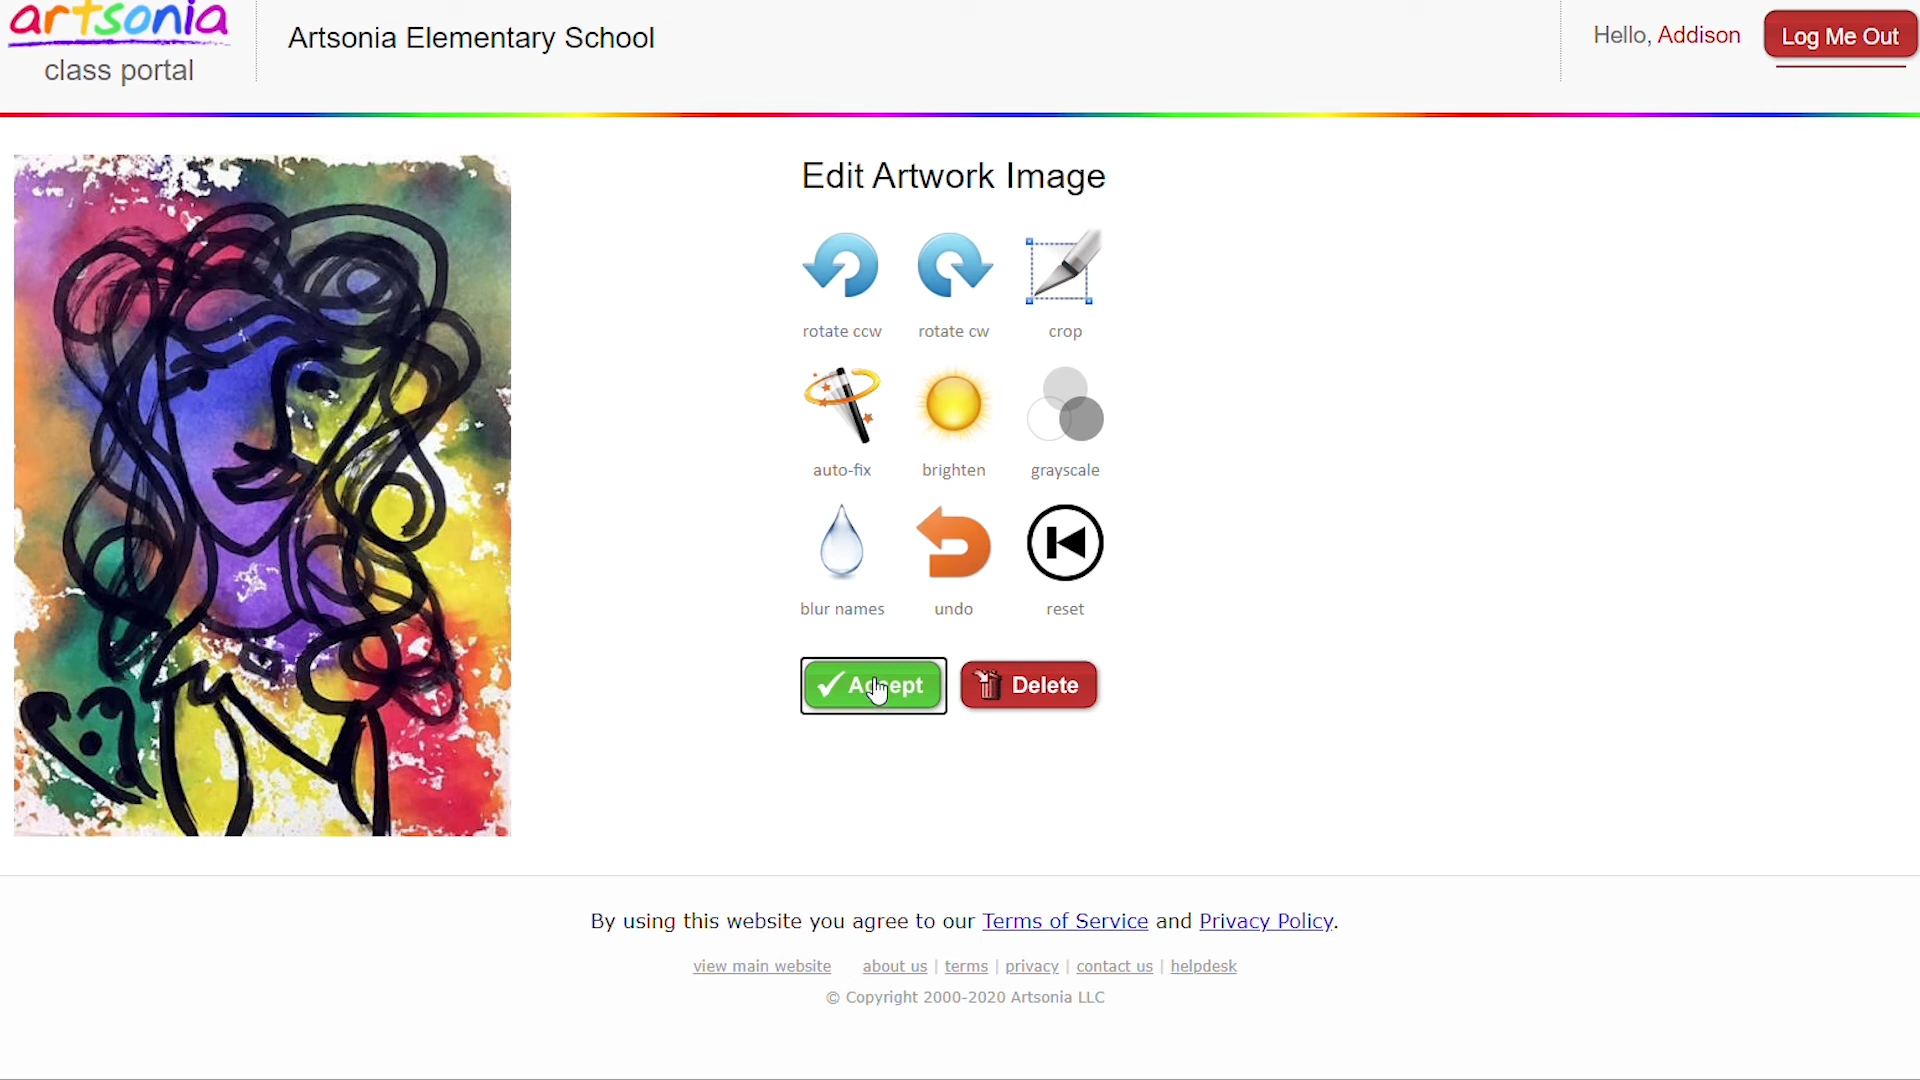 artsonia
class portal
Artsonia Elementary School
Hello, Addison
Log Me Out
Edit Artwork Image
rotate ccw
rotate cw
crop
auto-fix
brighten
grayscale
blur names
undo
reset
Accept
Delete
By using this website you agree to our Terms of Service and Privacy Policy.
view main website about us | terms | privacy | contact us | helpdesk
© Copyright 2000-2020 Artsonia LLC